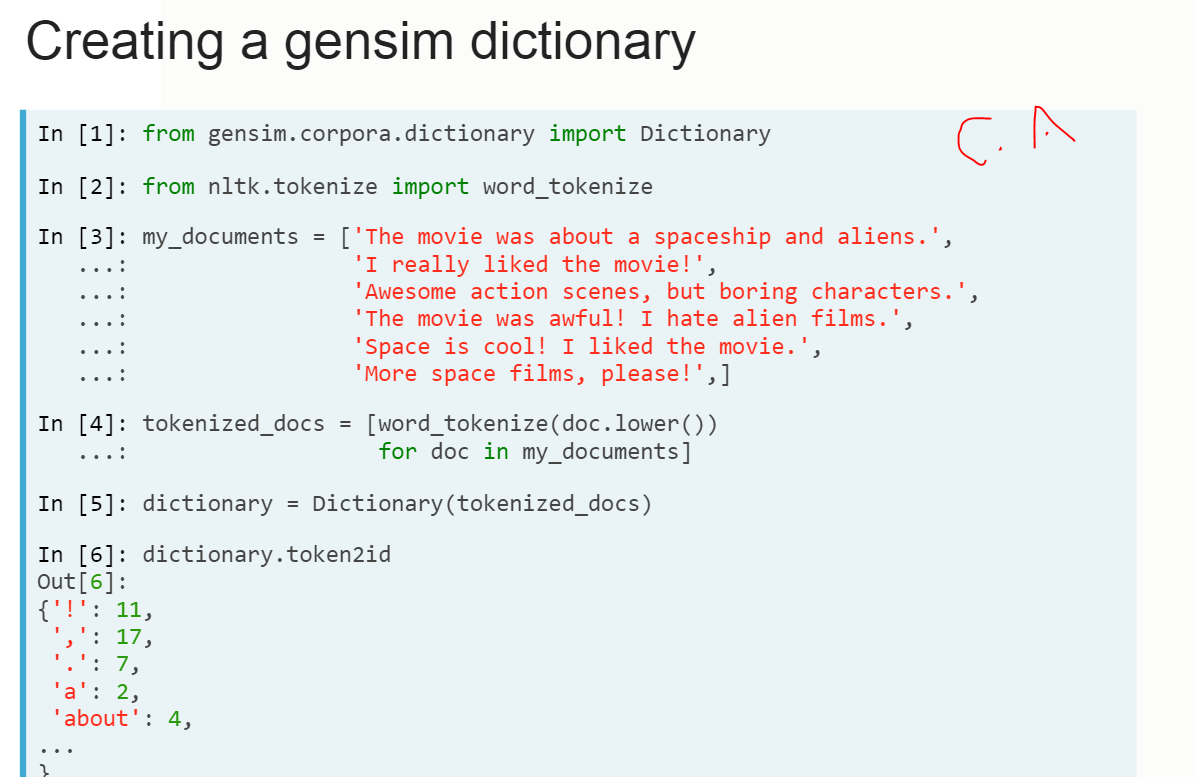 Creating a gensim dictionary
C. A
In [1]: from gensim.corpora.dictionary import Dictionary
In [2]: from nltk.tokenize import word_tokenize
In [3]: my_documents = ['The movie was about a spaceship and aliens.',
   ...:                 'I really liked the movie!',
   ...:                 'Awesome action scenes, but boring characters.',
   ...:                 'The movie was awful! I hate alien films.',
   ...:                 'Space is cool! I liked the movie.',
   ...:                 'More space films, please!',]
In [4]: tokenized_docs = [word_tokenize(doc.lower())
   ...:                   for doc in my_documents]
In [5]: dictionary = Dictionary(tokenized_docs)
In [6]: dictionary.token2id
Out[6]:
{'!': 11,
 ',': 17,
 '.': 7,
 'a': 2,
 'about': 4,
...
}